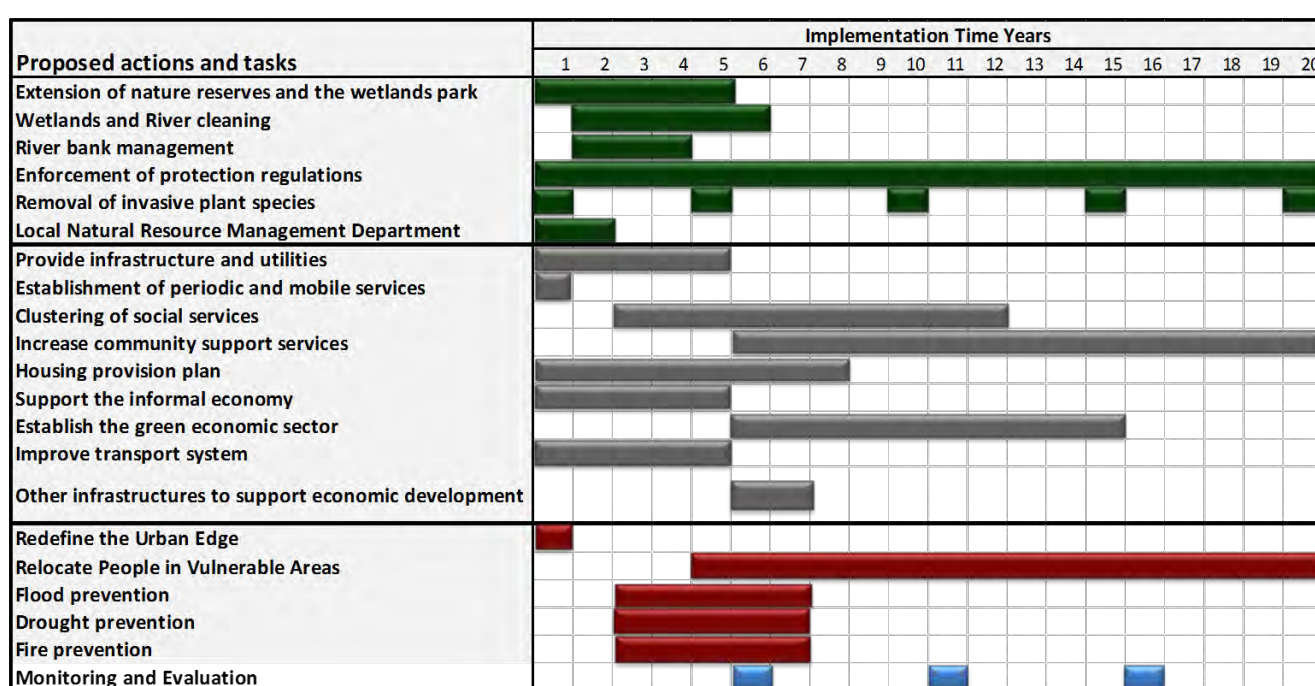 Implementation Time Years
Proposed actions and tasks 1 2 3 4 5 6 7 8 9 10 11 12 13 14 15 16 17 18 19 20
Extension of nature reserves and the wetlands park
Wetlands and River cleaning
River bank management
Enforcement of protection regulations
Removal of invasive plant species
Local Natural Resource Management Department
Provide infrastructure and utilities
Establishment of periodic and mobile services
Clustering of social services
Increase community support services
Housing provision plan
Support the informal economy
Establish the green economic sector
Improve transport system
Other infrastructures to support economic development
Redefine the Urban Edge
Relocate People in Vulnerable Areas
Flood prevention
Drought prevention
Fire prevention
Monitoring and Evaluation